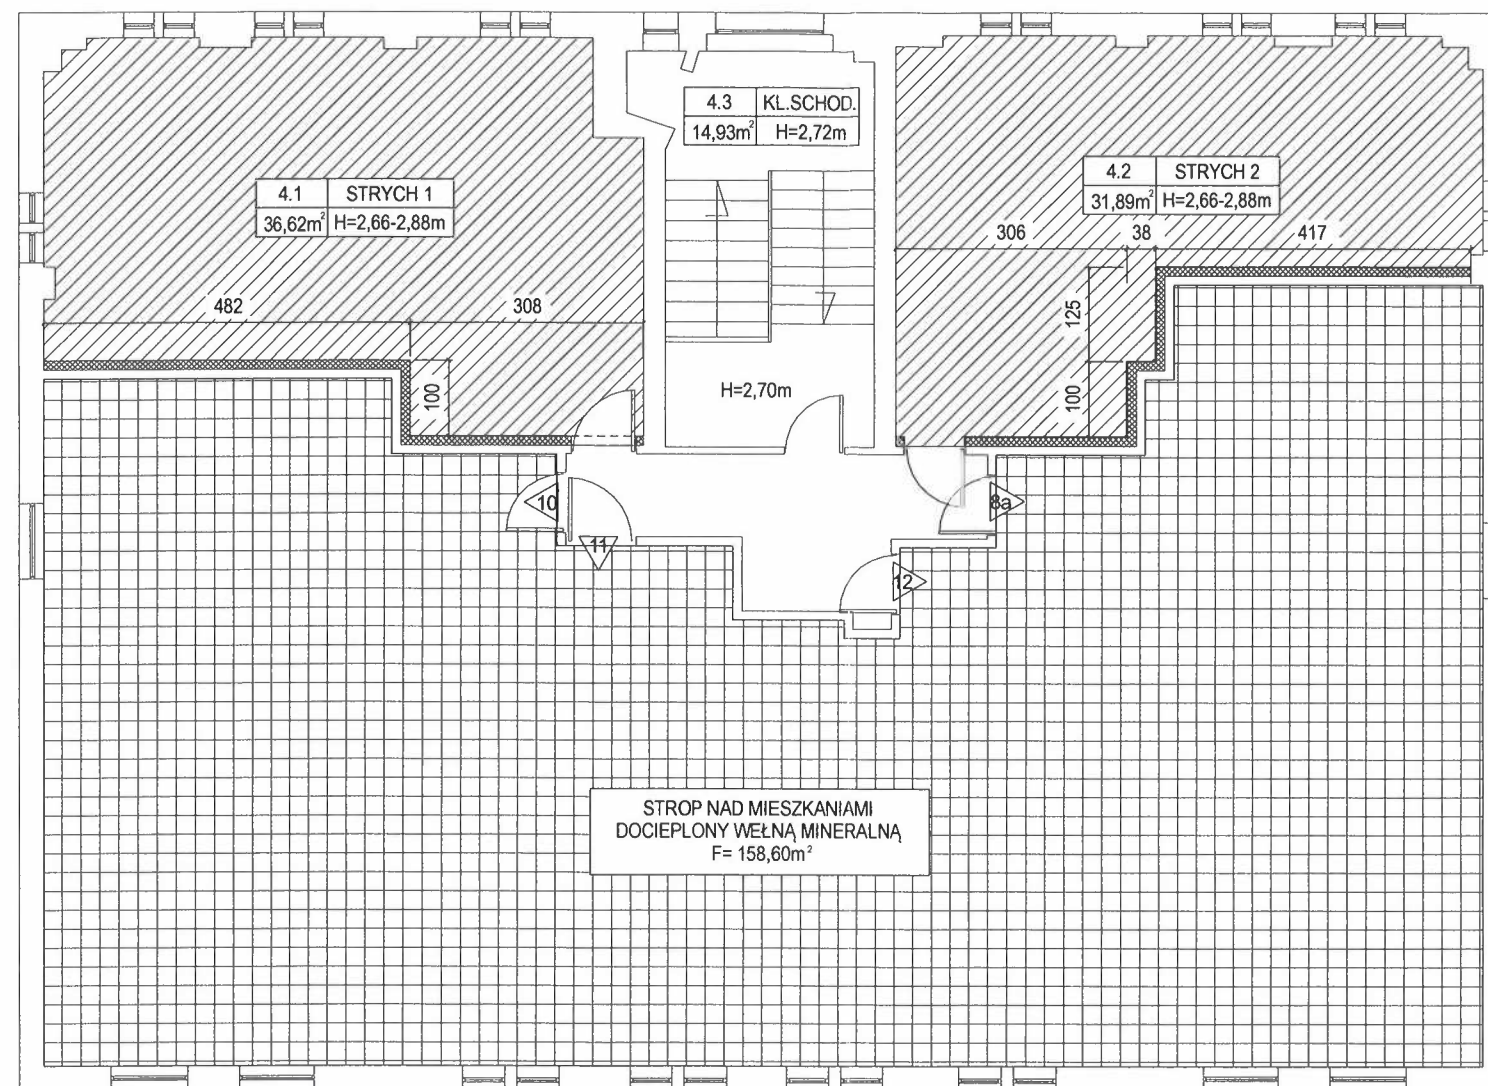 4.3 KL.SCHOD.
14,93m² H=2,72m
4.1 STRYCH 1
36,62m² H=2,66-2,88m
4.2 STRYCH 2
31,89m² H=2,66-2,88m
306 38 417
482 308
125
100
100
H=2,70m
10
11
8a
12
STROP NAD MIESZKANIAMI
DOCIEPLONY WEŁNĄ MINERALNĄ
F= 158,60m²